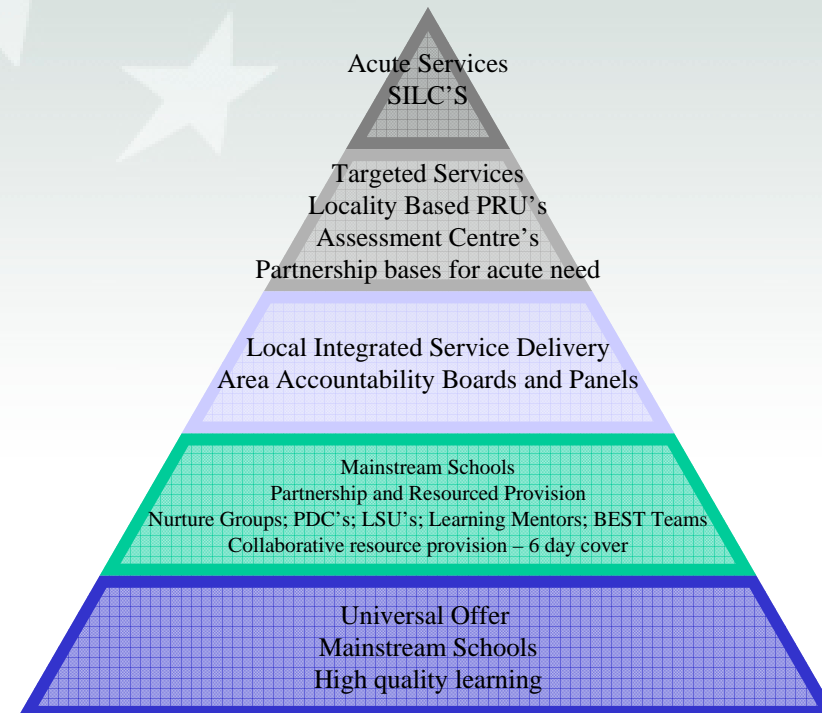 Acute Services
SILC’S
Targeted Services
Locality Based PRU’s
Assessment Centre’s
Partnership bases for acute need
Local Integrated Service Delivery
Area Accountability Boards and Panels
Mainstream Schools
Partnership and Resourced Provision
Nurture Groups; PDC’s; LSU’s; Learning Mentors; BEST Teams
Collaborative resource provision – 6 day cover
Universal Offer
Mainstream Schools
High quality learning